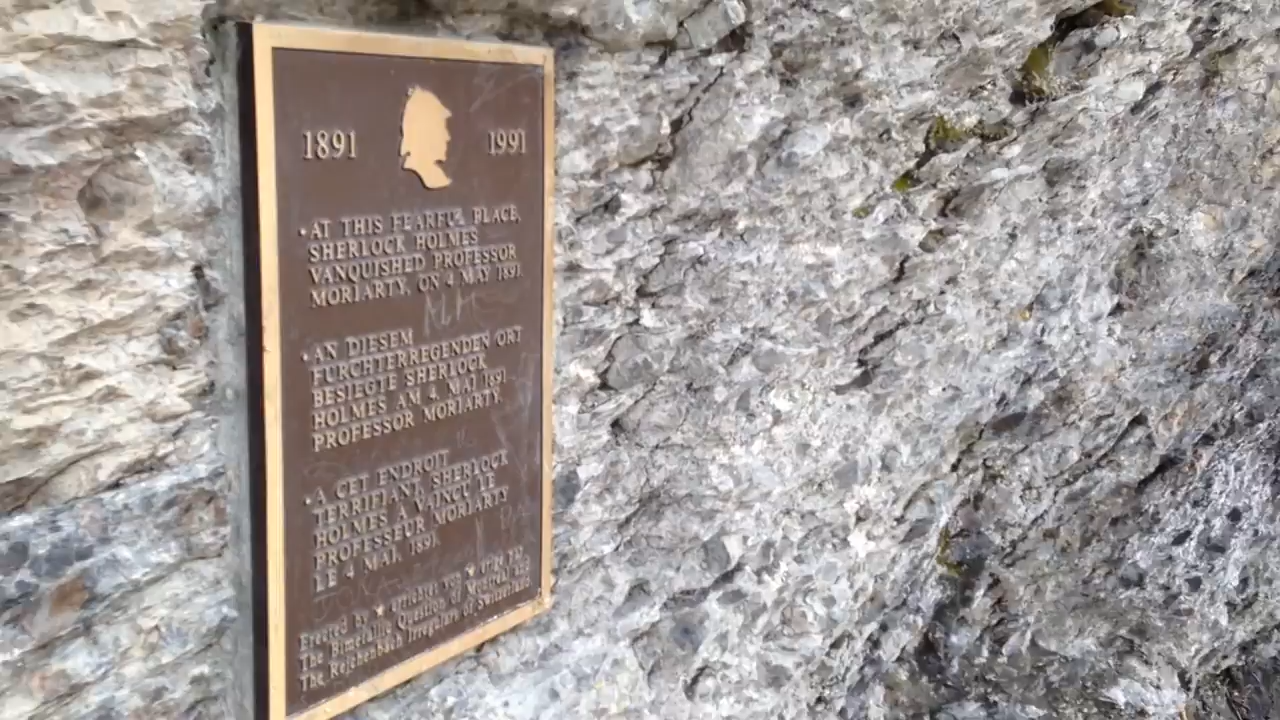 1891 1991
• AT THIS FEARFUL PLACE,
SHERLOCK HOLMES
VANQUISHED PROFESSOR
MORIARTY, ON 4 MAY 1891.
• AN DIESEM
FURCHTERREGENDEN ORT
BESIEGTE SHERLOCK
HOLMES AM 4. MAI 1891
PROFESSOR MORIARTY.
• A CET ENDROIT
TERRIFIANT, SHERLOCK
HOLMES A VAINCU LE
PROFESSEUR MORIARTY
LE 4 MAI, 1891.
Erected by
The Bimetallic Question of Montréal and
The Reichenbach Irregulars of Switzerland